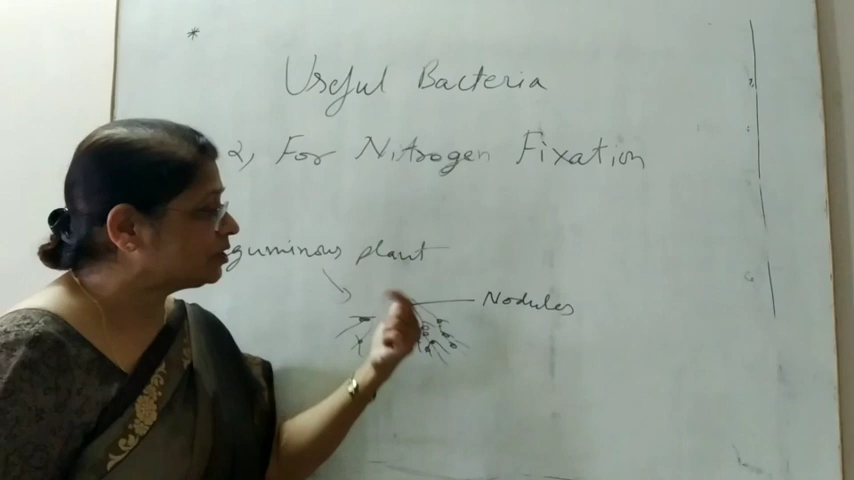 *
Useful Bacteria
2, For Nitrogen Fixation
guminous plant
Nodules